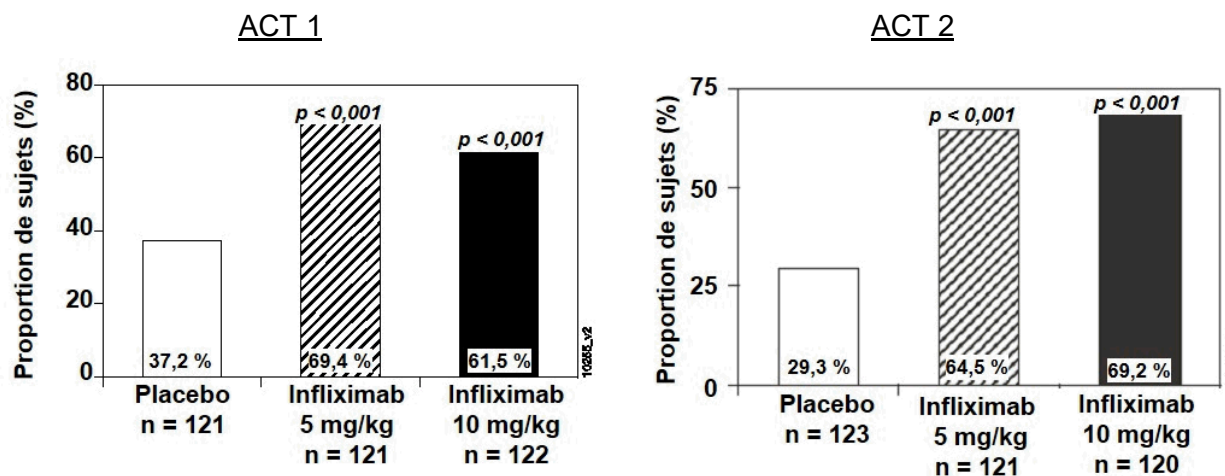 ACT 1
Proportion de sujets (%)
80
60
40
20
0
p < 0,001
p < 0,001
37,2 %
69,4 %
61,5 %
Placebo
n = 121
Infliximab
5 mg/kg
n = 121
Infliximab
10 mg/kg
n = 122
10255_v2
ACT 2
Proportion de sujets (%)
75
50
25
0
p < 0,001
p < 0,001
29,3 %
64,5 %
69,2 %
Placebo
n = 123
Infliximab
5 mg/kg
n = 121
Infliximab
10 mg/kg
n = 120